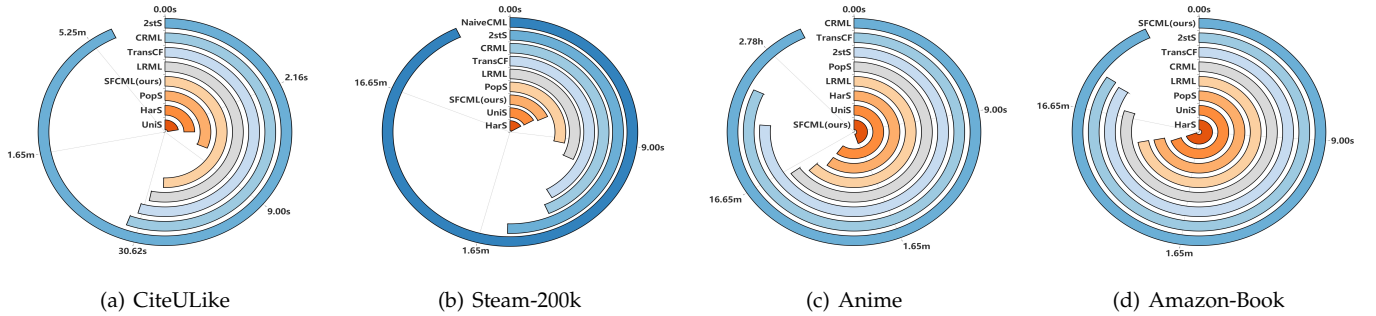 0.00s
2stS
CRML
TransCF
LRML
SFCML(ours)
PopS
HarS
UniS
5.25m
2.16s
1.65m
9.00s
30.62s
(a) CiteULike
0.00s
NaiveCML
2stS
CRML
TransCF
LRML
PopS
SFCML(ours)
UniS
HarS
16.65m
9.00s
1.65m
(b) Steam-200k
0.00s
CRML
TransCF
2stS
PopS
LRML
HarS
UniS
SFCML(ours)
2.78h
9.00s
16.65m
1.65m
(c) Anime
0.00s
SFCML(ours)
2stS
TransCF
CRML
LRML
PopS
UniS
HarS
16.65m
9.00s
1.65m
(d) Amazon-Book